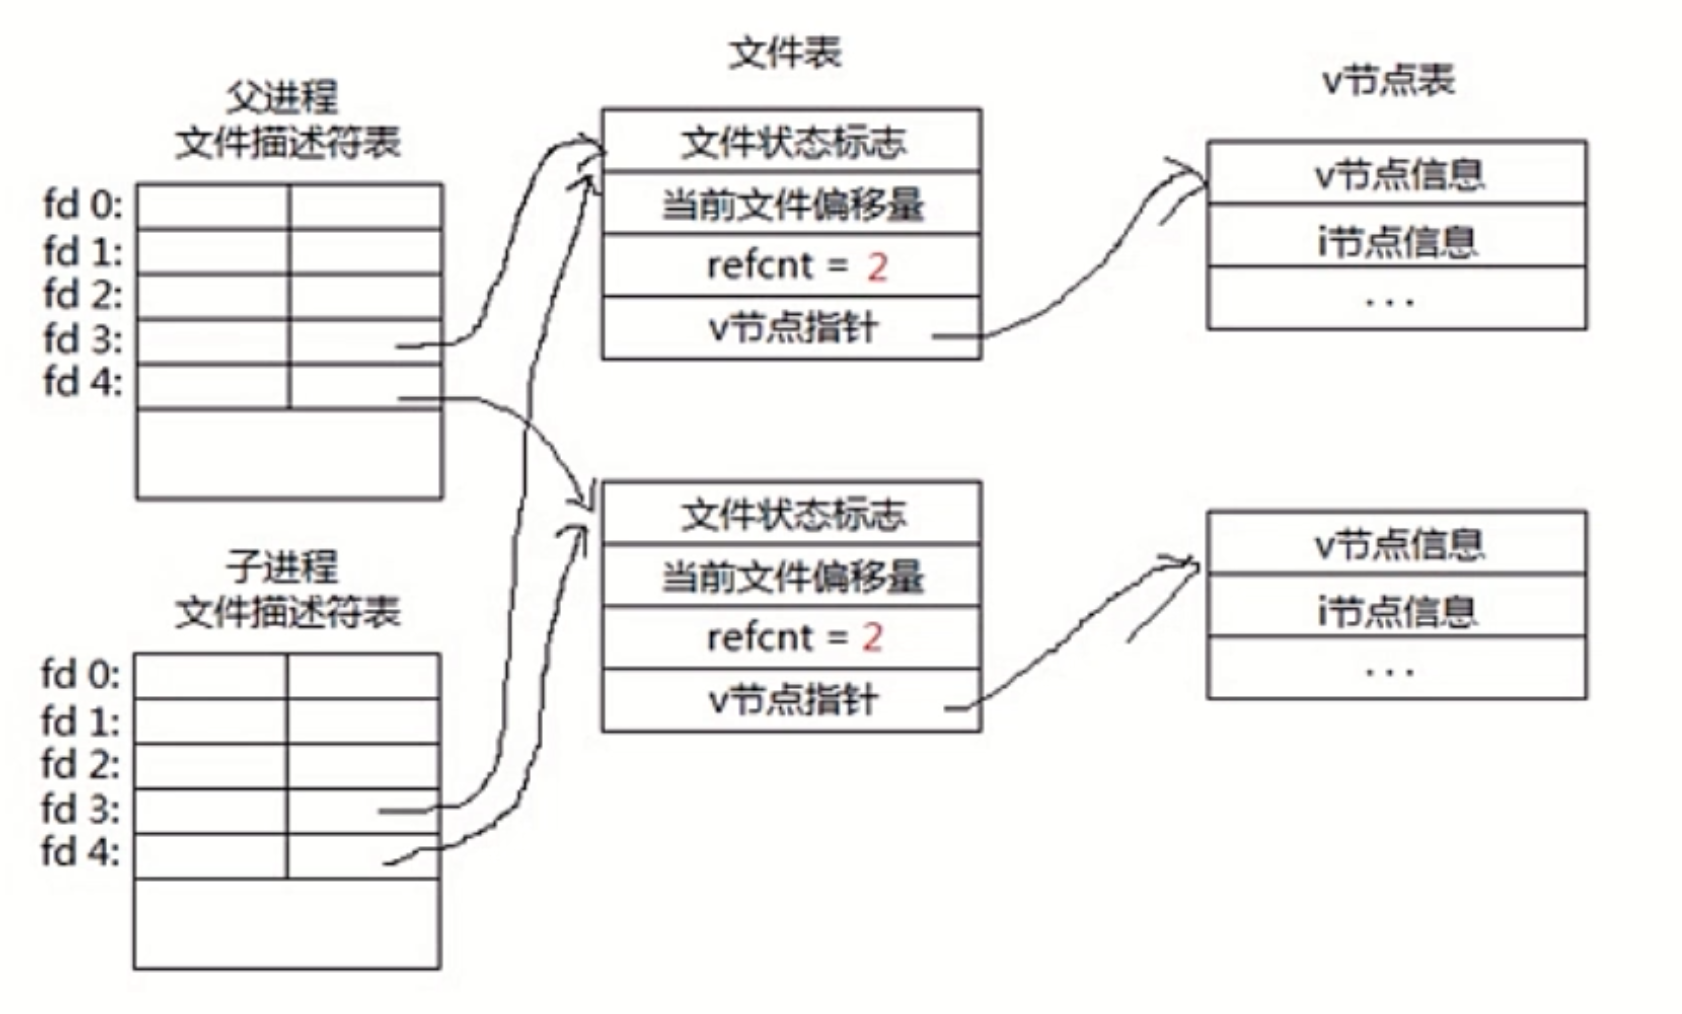 父进程
文件描述符表
fd 0:
fd 1:
fd 2:
fd 3:
fd 4:
子进程
文件描述符表
fd 0:
fd 1:
fd 2:
fd 3:
fd 4:
文件表
文件状态标志
当前文件偏移量
refcnt = 2
v节点指针
文件状态标志
当前文件偏移量
refcnt = 2
v节点指针
v节点表
v节点信息
i节点信息
...
v节点信息
i节点信息
...